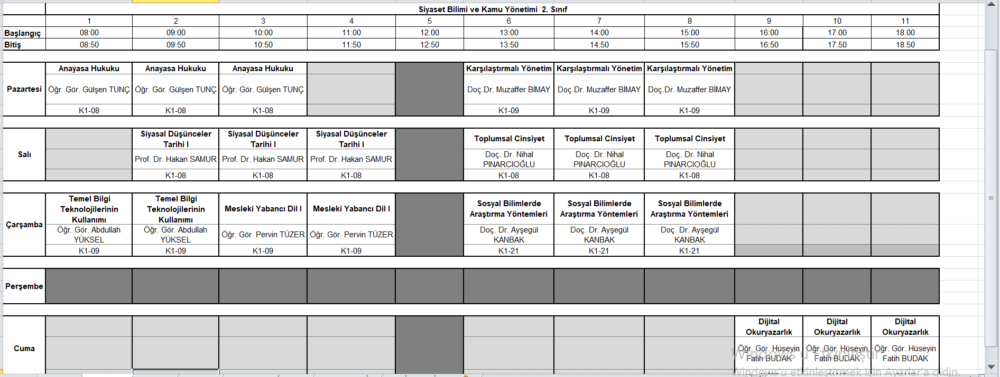 Siyaset Bilimi ve Kamu Yönetimi 2. Sınıf
1 2 3 4 5 6 7 8 9 10 11
Başlangıç 08:00 09:00 10:00 11:00 12.00 13:00 14:00 15:00 16:00 17.00 18.00
Bitiş 08:50 09:50 10:50 11:50 12:50 13:50 14:50 15:50 16:50 17.50 18.50
Anayasa Hukuku Anayasa Hukuku Anayasa Hukuku Karşılaştırmalı Yönetim Karşılaştırmalı Yönetim Karşılaştırmalı Yönetim
Pazartesi Öğr. Gör. Gülşen TUNÇ Öğr. Gör. Gülşen TUNÇ Öğr. Gör. Gülşen TUNÇ Doç.Dr. Muzaffer BİMAY Doç.Dr. Muzaffer BİMAY Doç.Dr. Muzaffer BİMAY
K1-08 K1-08 K1-08 K1-09 K1-09 K1-09
Siyasal Düşünceler Siyasal Düşünceler Siyasal Düşünceler
Toplumsal Cinsiyet Toplumsal Cinsiyet Toplumsal Cinsiyet
Tarihi I Tarihi I Tarihi I
Salı Doç. Dr. Nihal Doç. Dr. Nihal Doç. Dr. Nihal
Prof. Dr. Hakan SAMUR Prof. Dr. Hakan SAMUR Prof. Dr. Hakan SAMUR
PINARCIOĞLU PINARCIOĞLU PINARCIOĞLU
K1-08 K1-08 K1-08 K1-08 K1-08 K1-08
Temel Bilgi Temel Bilgi
Sosyal Bilimlerde Sosyal Bilimlerde Sosyal Bilimlerde
Teknolojilerinin Teknolojilerinin Mesleki Yabancı Dil I Mesleki Yabancı Dil I
Araştırma Yöntemleri Araştırma Yöntemleri Araştırma Yöntemleri
Kullanımı Kullanımı
Çarşamba
Öğr. Gör. Abdullah Öğr. Gör. Abdullah Doç. Dr. Ayşegül Doç. Dr. Ayşegül Doç. Dr. Ayşegül
Öğr. Gör. Pervin TÜZER Öğr. Gör. Pervin TÜZER
YÜKSEL YÜKSEL KANBAK KANBAK KANBAK
K1-09 K1-09 K1-09 K1-09 K1-21 K1-21 K1-21
Perşembe
Dijital Dijital Dijital
Okuryazarlık Okuryazarlık Okuryazarlık
Cuma Öğr. Gör. Hüseyin Öğr. Gör. Hüseyin Öğr. Gör. Hüseyin
Fatih BUDAK Fatih BUDAK Fatih BUDAK
Windows'u Etkinleştir
Windows'u etkinleştirmek için Ayarlar'a gidin.